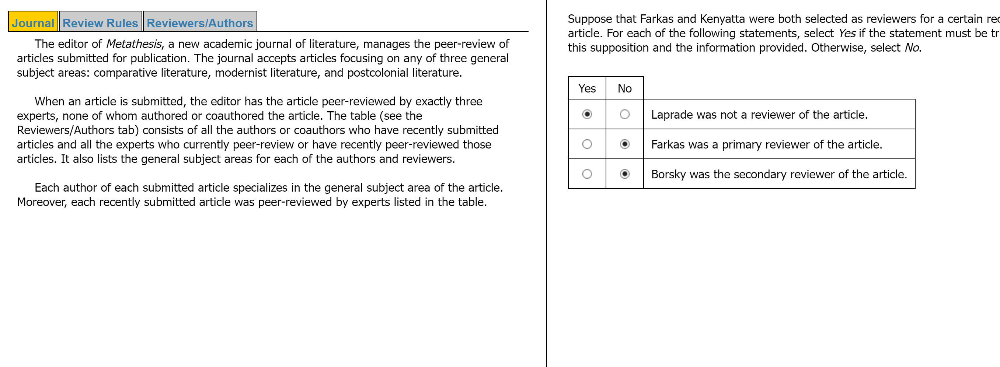 Journal Review Rules Reviewers/Authors
The editor of Metathesis, a new academic journal of literature, manages the peer-review of
articles submitted for publication. The journal accepts articles focusing on any of three general
subject areas: comparative literature, modernist literature, and postcolonial literature.
When an article is submitted, the editor has the article peer-reviewed by exactly three
experts, none of whom authored or coauthored the article. The table (see the
Reviewers/Authors tab) consists of all the authors or coauthors who have recently submitted
articles and all the experts who currently peer-review or have recently peer-reviewed those
articles. It also lists the general subject areas for each of the authors and reviewers.
Each author of each submitted article specializes in the general subject area of the article.
Moreover, each recently submitted article was peer-reviewed by experts listed in the table.
Suppose that Farkas and Kenyatta were both selected as reviewers for a certain
article. For each of the following statements, select Yes if the statement must be
this supposition and the information provided. Otherwise, select No.
Yes No
Laprade was not a reviewer of the article.
Farkas was a primary reviewer of the article.
Borsky was the secondary reviewer of the article.